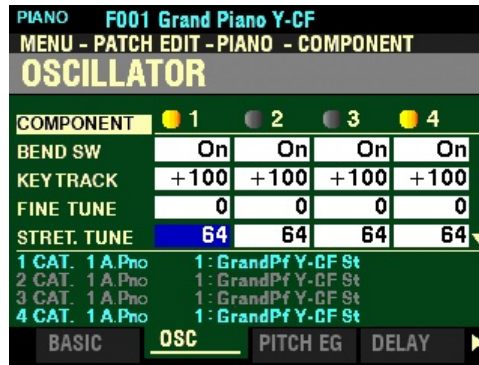 PIANO F001 Grand Piano Y-CF
MENU - PATCH EDIT - PIANO - COMPONENT
OSCILLATOR
COMPONENT 1 2 3 4
BEND SW On On On On
KEYTRACK +100 +100 +100 +100
FINE TUNE 0 0 0 0
STRET. TUNE 64 64 64 64
1 CAT. 1 A.Pno 1: GrandPf Y-CF St
2 CAT. 1 A.Pno 1: GrandPf Y-CF St
3 CAT. 1 A.Pno 1: GrandPf Y-CF St
4 CAT. 1 A.Pno 1: GrandPf Y-CF St
BASIC OSC PITCH EG DELAY